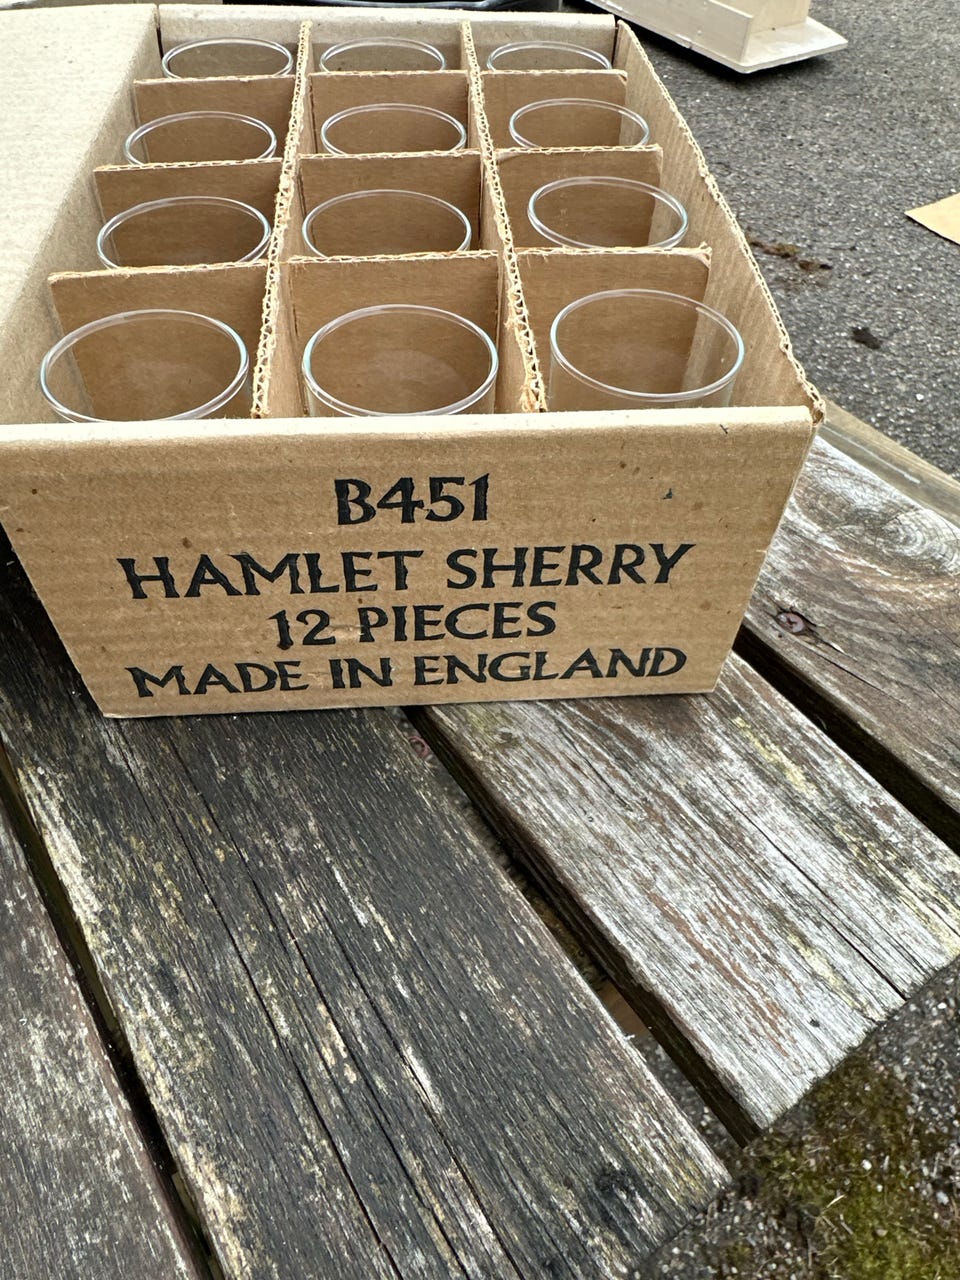 B451
HAMLET SHERRY
12 PIECES
MADE IN ENGLAND